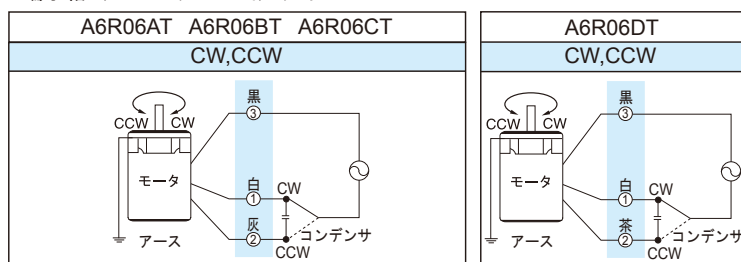 A6R06AT A6R06BT A6R06CT
CW,CCW
CCW CW
モータ
アース
黒
③
白
①
灰
②
CW
CCW
コンデンサ
A6R06DT
CW,CCW
CCW CW
モータ
アース
黒
③
白
①
茶
②
CW
CCW
コンデンサ